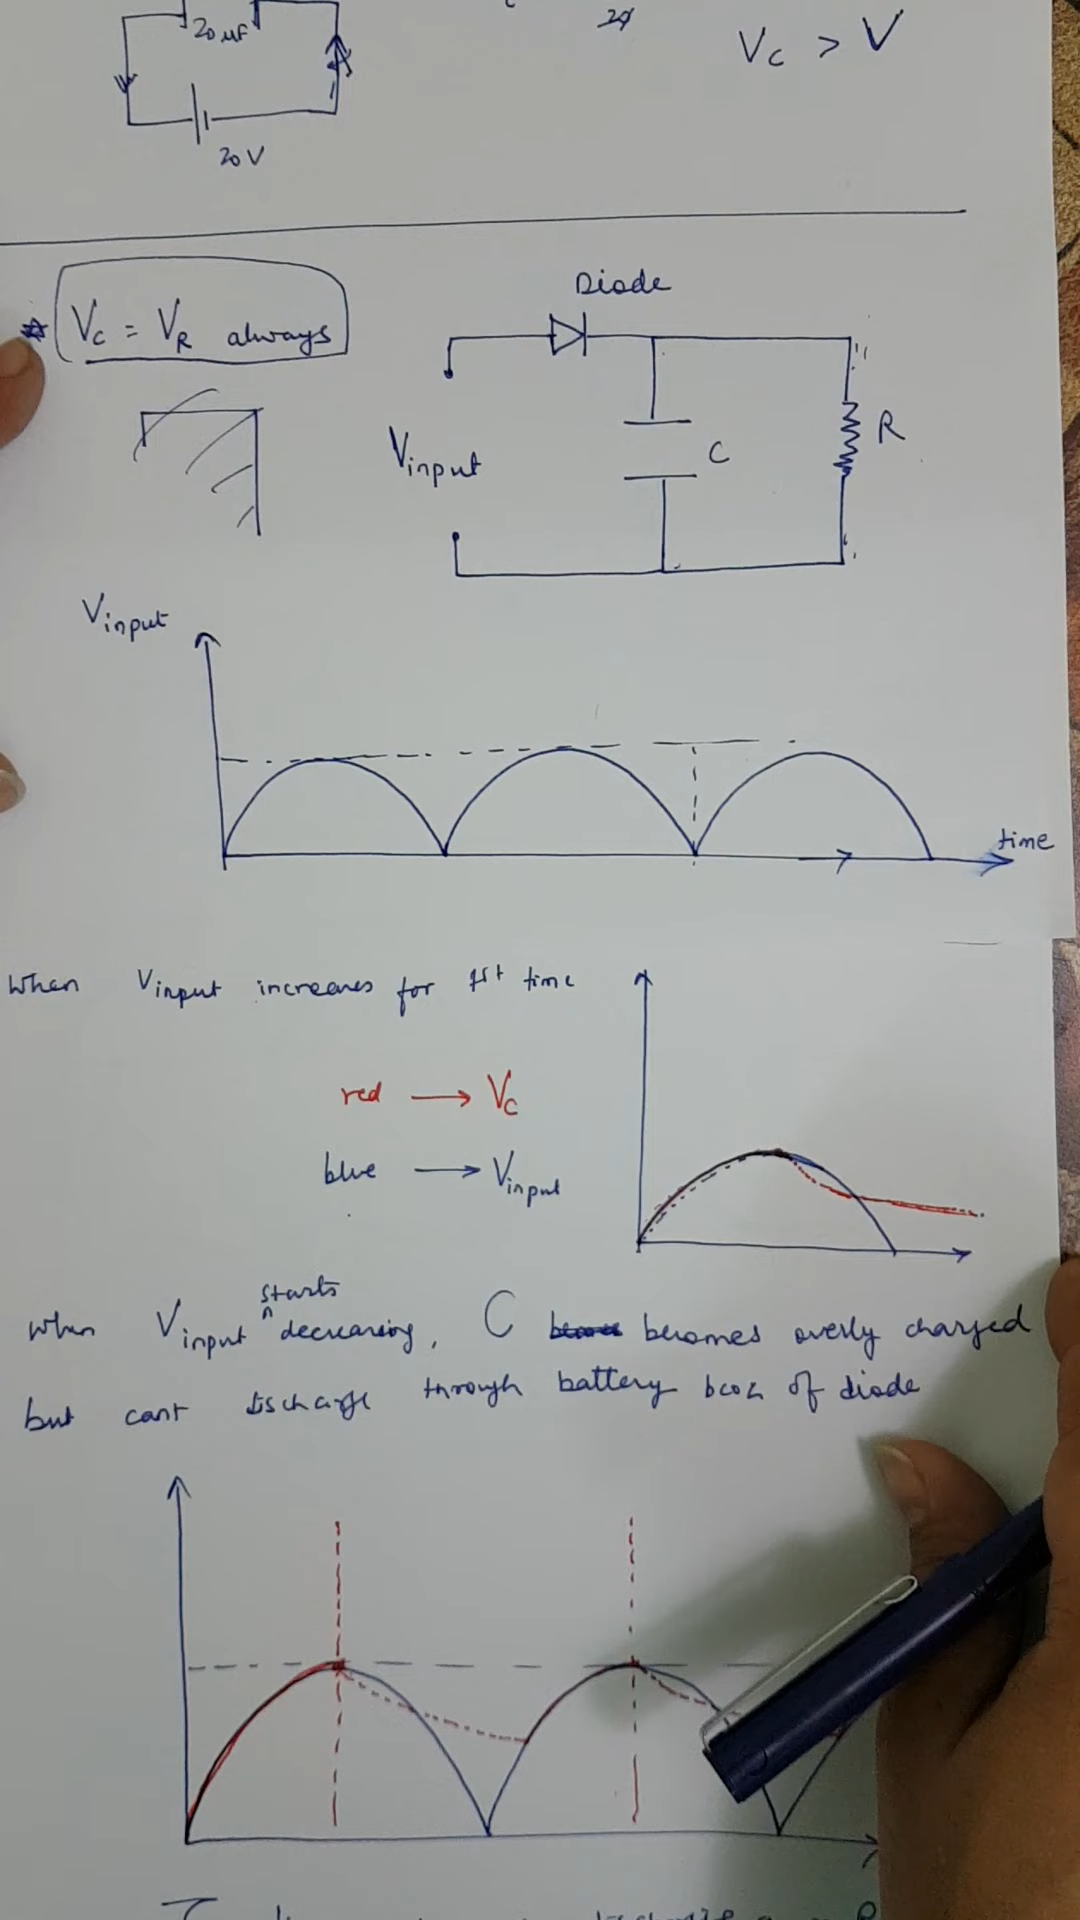 20 µF
20 V
Vc > V
Vc = VR always
Diode
Vinput
C
R
Vinput
time
When Vinput increases for 1st time
red → Vc
blue → Vinput
starts
When Vinput decreasing, C becomes overly charged
but cant discharge through battery bcoz of diode